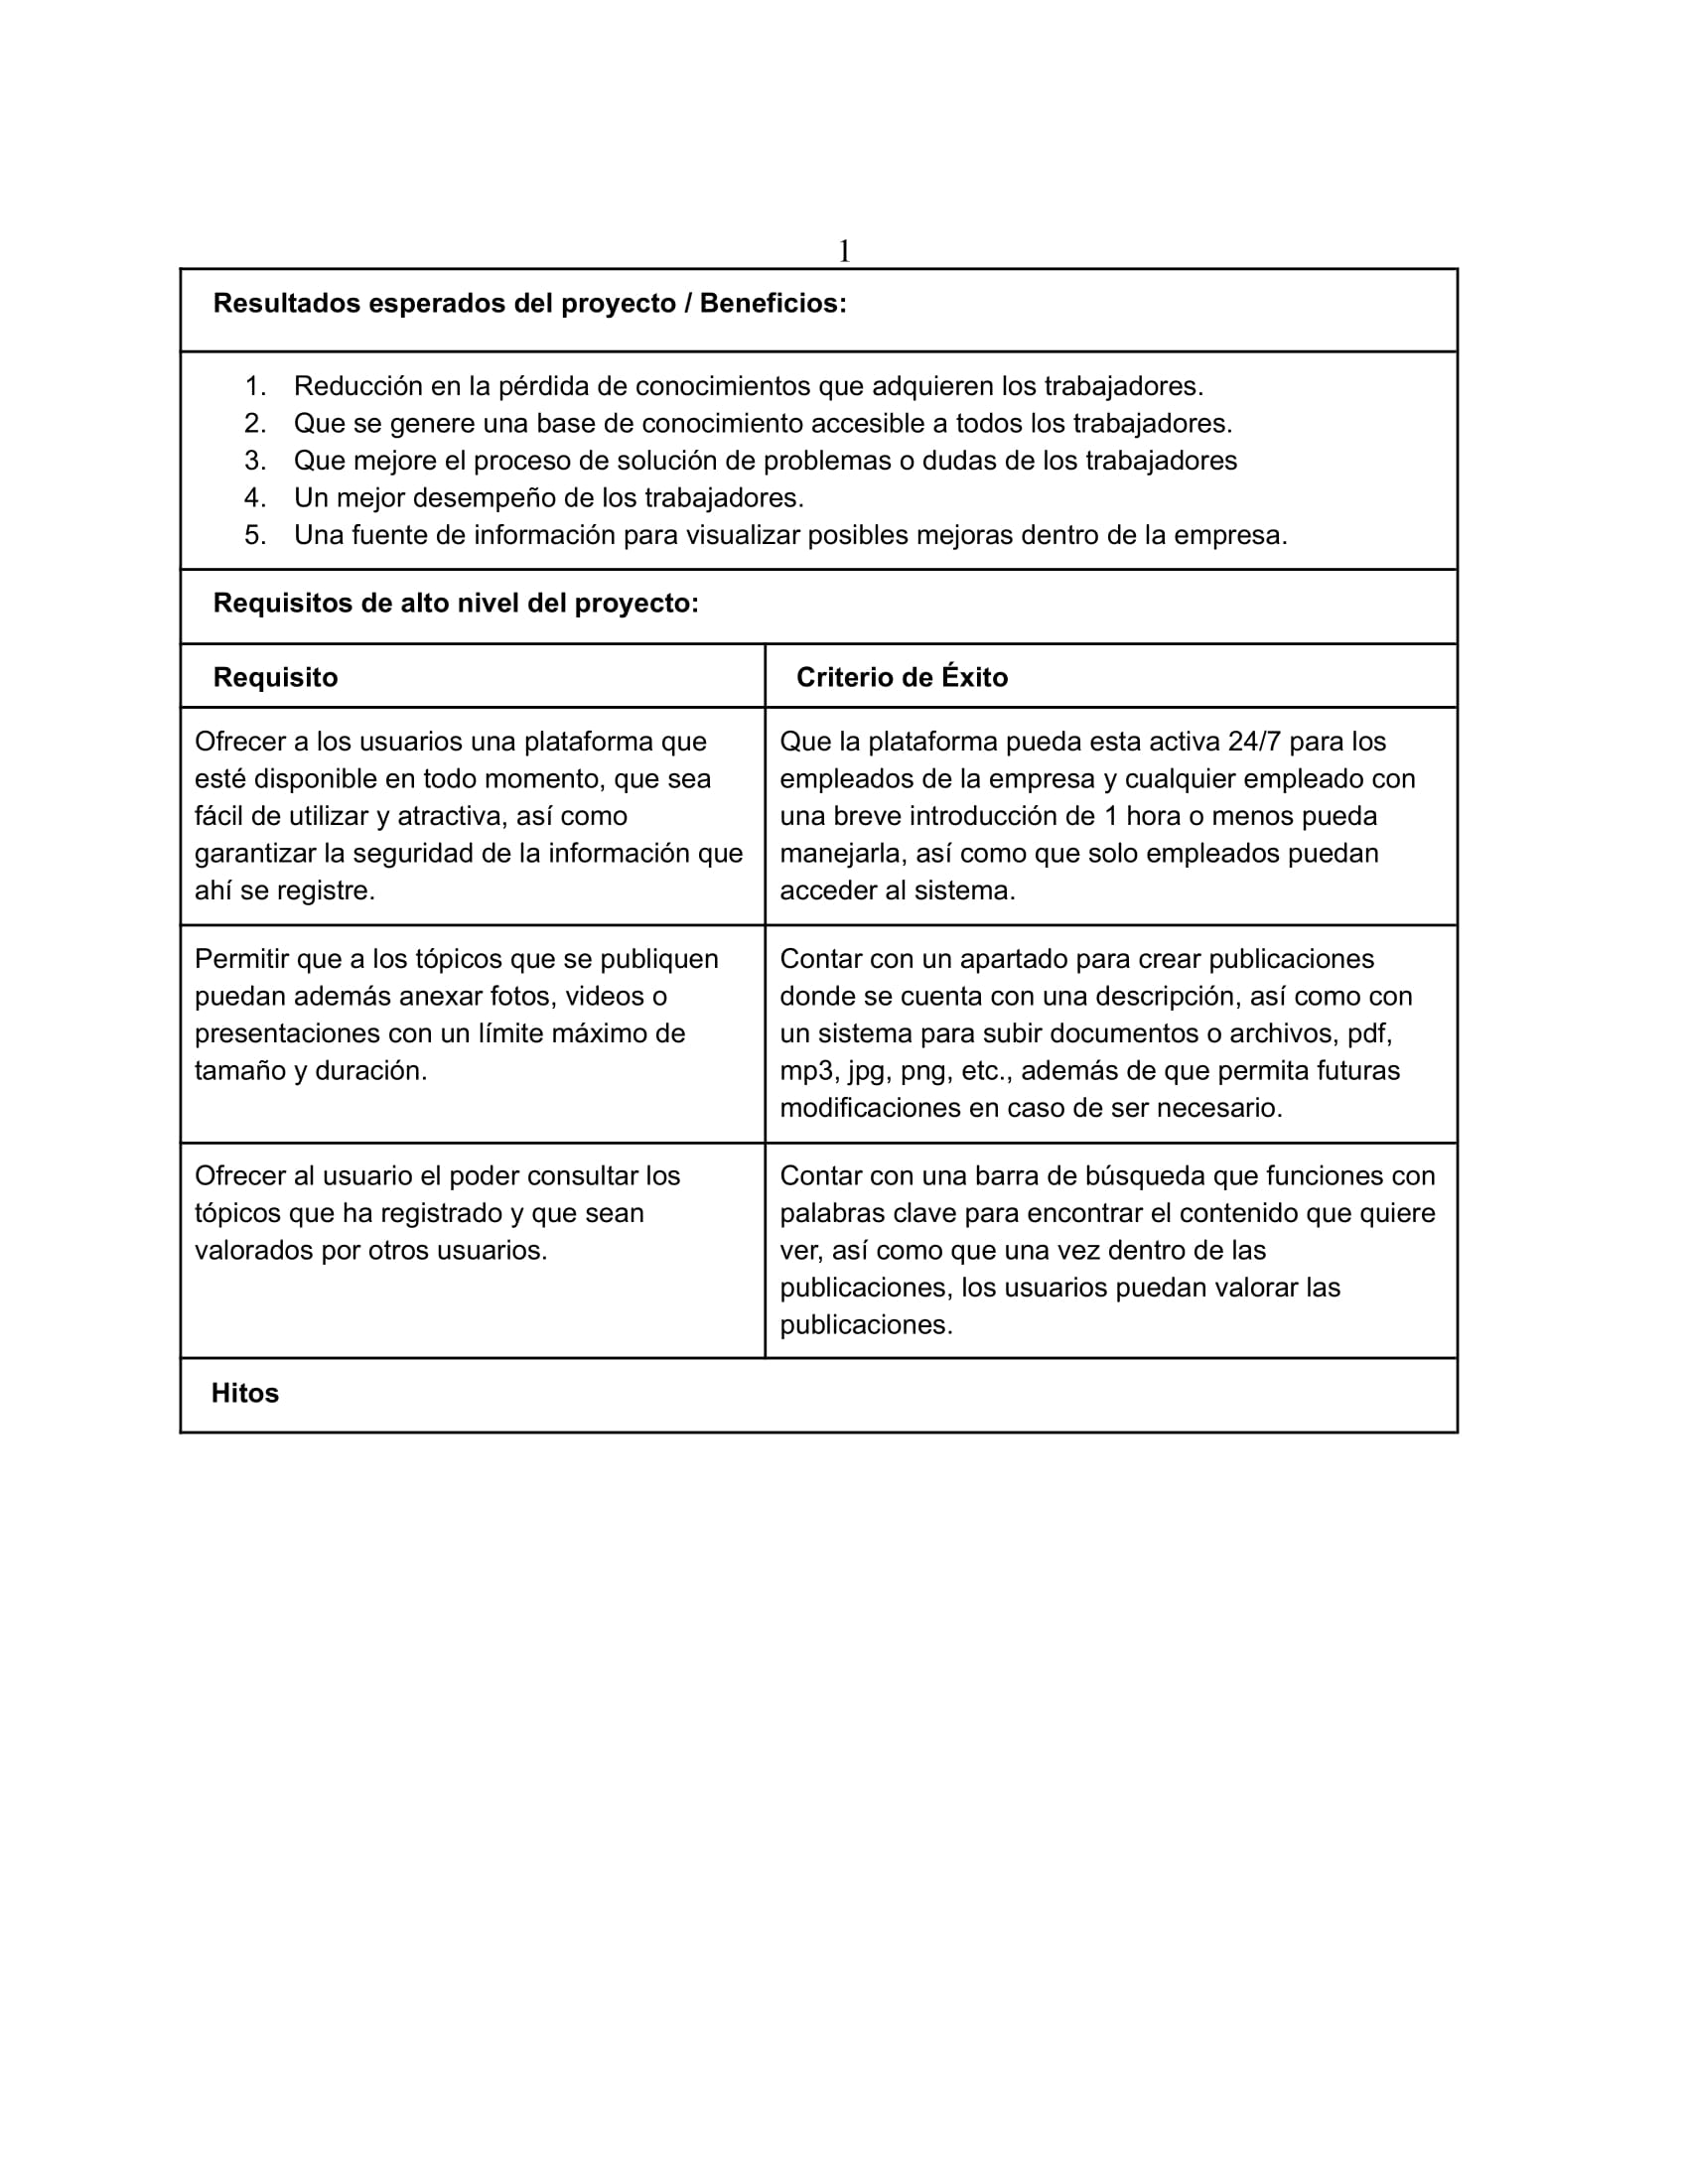 1
Resultados esperados del proyecto / Beneficios:
1. Reducción en la pérdida de conocimientos que adquieren los trabajadores.
2. Que se genere una base de conocimiento accesible a todos los trabajadores.
3. Que mejore el proceso de solución de problemas o dudas de los trabajadores
4. Un mejor desempeño de los trabajadores.
5. Una fuente de información para visualizar posibles mejoras dentro de la empresa.
Requisitos de alto nivel del proyecto:
Requisito
Criterio de Éxito
Ofrecer a los usuarios una plataforma que
esté disponible en todo momento, que sea
fácil de utilizar y atractiva, así como
garantizar la seguridad de la información que
ahí se registre.
Que la plataforma pueda esta activa 24/7 para los
empleados de la empresa y cualquier empleado con
una breve introducción de 1 hora o menos pueda
manejarla, así como que solo empleados puedan
acceder al sistema.
Permitir que a los tópicos que se publiquen
puedan además anexar fotos, videos o
presentaciones con un límite máximo de
tamaño y duración.
Contar con un apartado para crear publicaciones
donde se cuenta con una descripción, así como con
un sistema para subir documentos o archivos, pdf,
mp3, jpg, png, etc., además de que permita futuras
modificaciones en caso de ser necesario.
Ofrecer al usuario el poder consultar los
tópicos que ha registrado y que sean
valorados por otros usuarios.
Contar con una barra de búsqueda que funciones con
palabras clave para encontrar el contenido que quiere
ver, así como que una vez dentro de las
publicaciones, los usuarios puedan valorar las
publicaciones.
Hitos